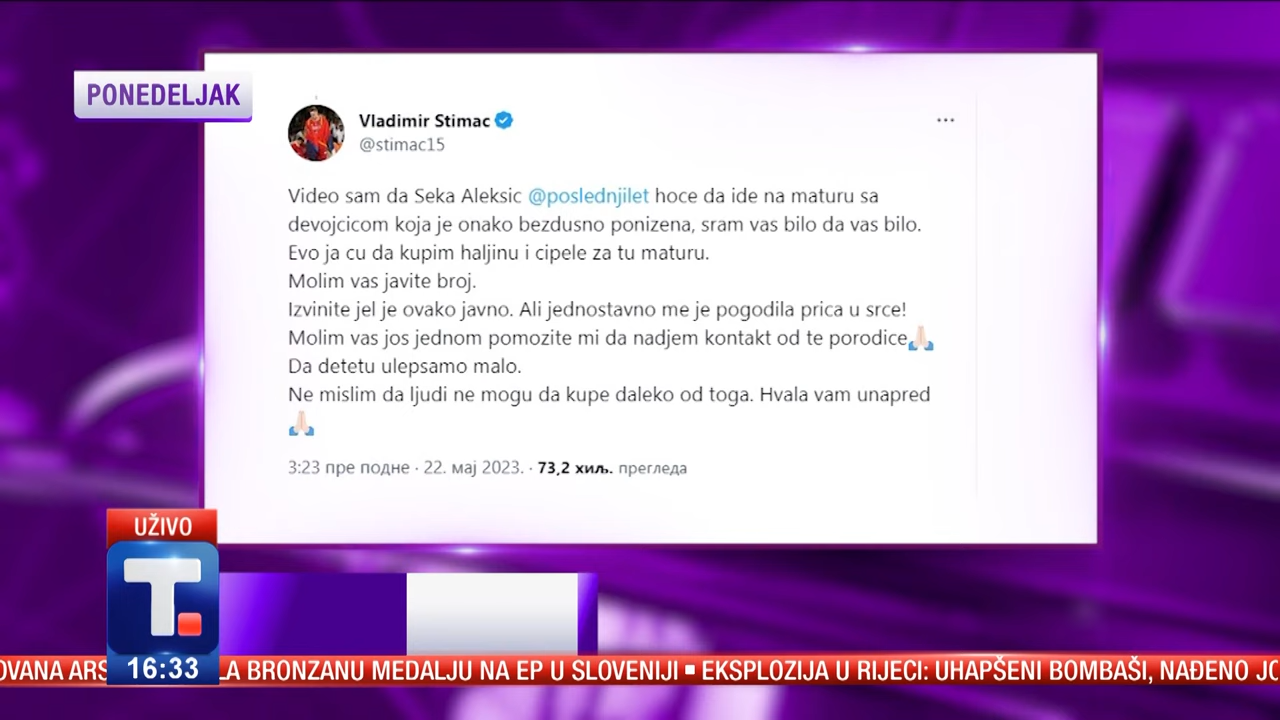 PONEDELJAK
Vladimir Stimac
@stimac15
Video sam da Seka Aleksic @poslednjilet hoce da ide na maturu sa
devojcicom koja je onako bezdusno ponizena, sram vas bilo da vas bilo.
Evo ja cu da kupim haljinu i cipele za tu maturu.
Molim vas javite broj.
Izvinite jel je ovako javno. Ali jednostavno me je pogodila prica u srce!
Molim vas jos jednom pomozite mi da nadjem kontakt od te porodice🙏🏻
Da detetu ulepsamo malo.
Ne mislim da ljudi ne mogu da kupe daleko od toga. Hvala vam unapred
🙏🏻
3:23 пре подне · 22. мај 2023. · 73,2 хиљ. прегледа
UŽIVO
T.
16:33
OVANA ARS LA BRONZANU MEDALJU NA EP U SLOVENIJI ▪ EKSPLOZIJA U RIJECI: UHAPŠENI BOMBAŠI, NAĐENO JO